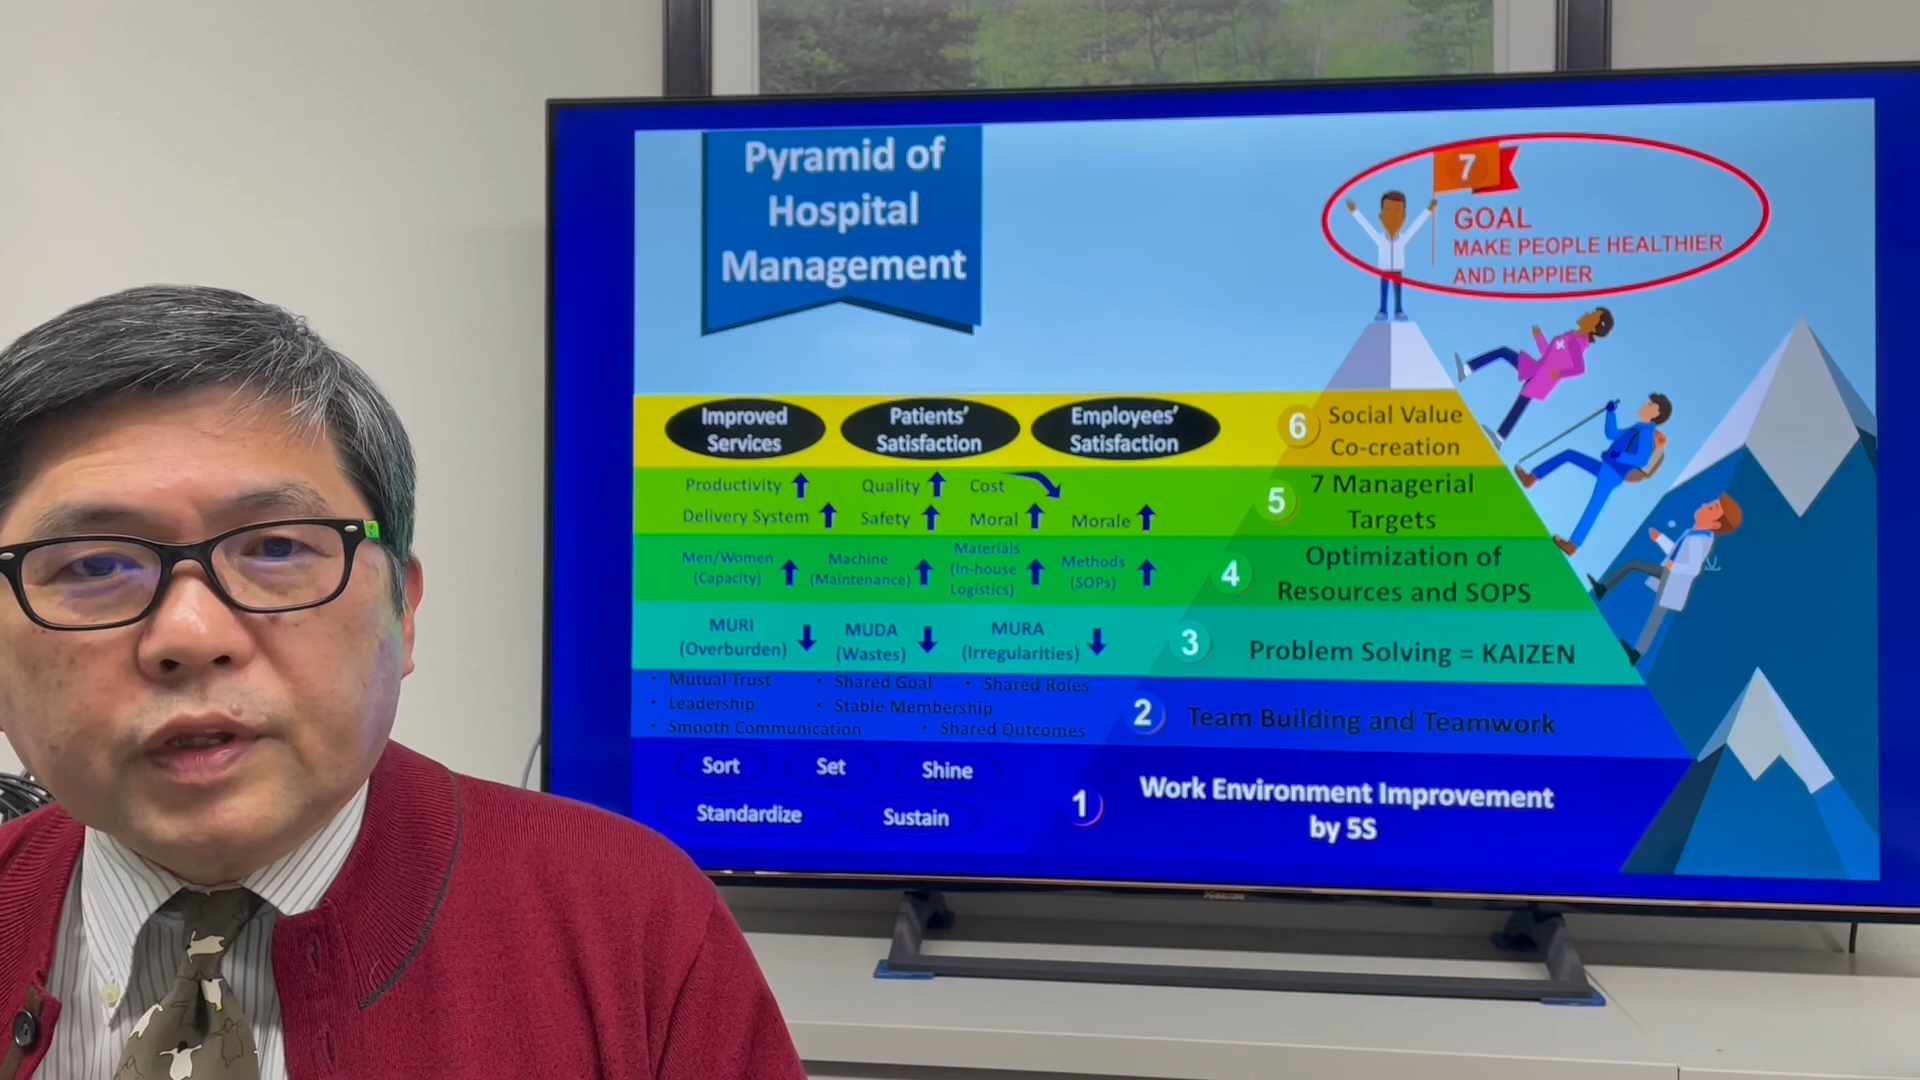 Pyramid of
Hospital
Management
7
GOAL
MAKE PEOPLE HEALTHIER
AND HAPPIER
Improved
Services
Patients'
Satisfaction
Employees'
Satisfaction
6
Social Value
Co-creation
Productivity
Quality
Cost
Delivery System
Safety
Moral
Morale
5
7 Managerial
Targets
Men/Women
(Capacity)
Machine
(Maintenance)
Materials
(In-house
Logistics)
Methods
(SOPs)
4
Optimization of
Resources and SOPS
MURI
(Overburden)
MUDA
(Wastes)
MURA
(Irregularities)
3
Problem Solving = KAIZEN
• Mutual Trust
• Shared Goal
• Shared Roles
• Leadership
• Stable Membership
• Smooth Communication
• Shared Outcomes
2
Team Building and Teamwork
Sort
Set
Shine
Standardize
Sustain
1
Work Environment Improvement
by 5S